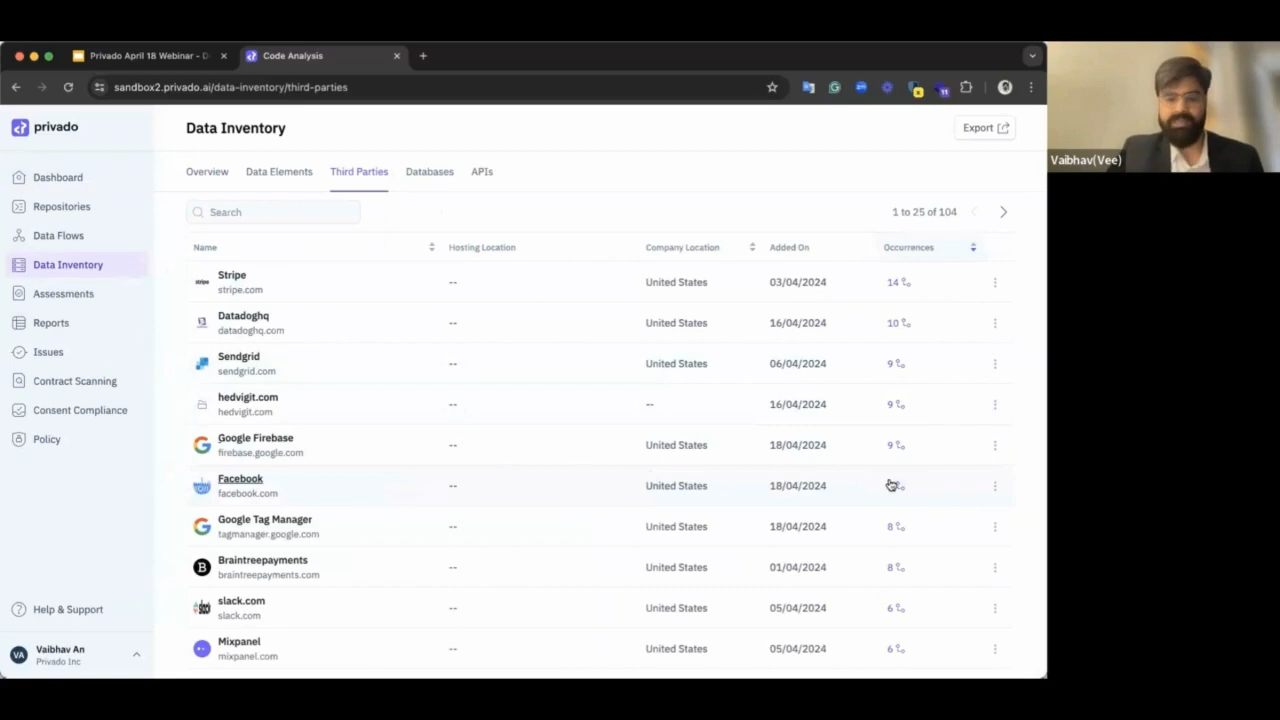 Privado April 18 Webinar - D
Code Analysis
sandbox2.privado.ai/data-inventory/third-parties
privado
Dashboard
Repositories
Data Flows
Data Inventory
Assessments
Reports
Issues
Contract Scanning
Consent Compliance
Policy
Help & Support
VA
Vaibhav An
Privado Inc
Data Inventory
Export
Overview Data Elements Third Parties Databases APIs
Search
1 to 25 of 104
Name Hosting Location Company Location Added On Occurrences
Stripe
stripe.com
-- United States 03/04/2024 14
Datadoghq
datadoghq.com
-- United States 16/04/2024 10
Sendgrid
sendgrid.com
-- United States 06/04/2024 9
hedvigit.com
hedvigit.com
-- -- 16/04/2024 9
Google Firebase
firebase.google.com
-- United States 18/04/2024 9
Facebook
facebook.com
-- United States 18/04/2024
Google Tag Manager
tagmanager.google.com
-- United States 18/04/2024 8
Braintreepayments
braintreepayments.com
-- United States 01/04/2024 8
slack.com
slack.com
-- United States 05/04/2024 6
Mixpanel
mixpanel.com
-- United States 05/04/2024 6
Vaibhav(Vee)